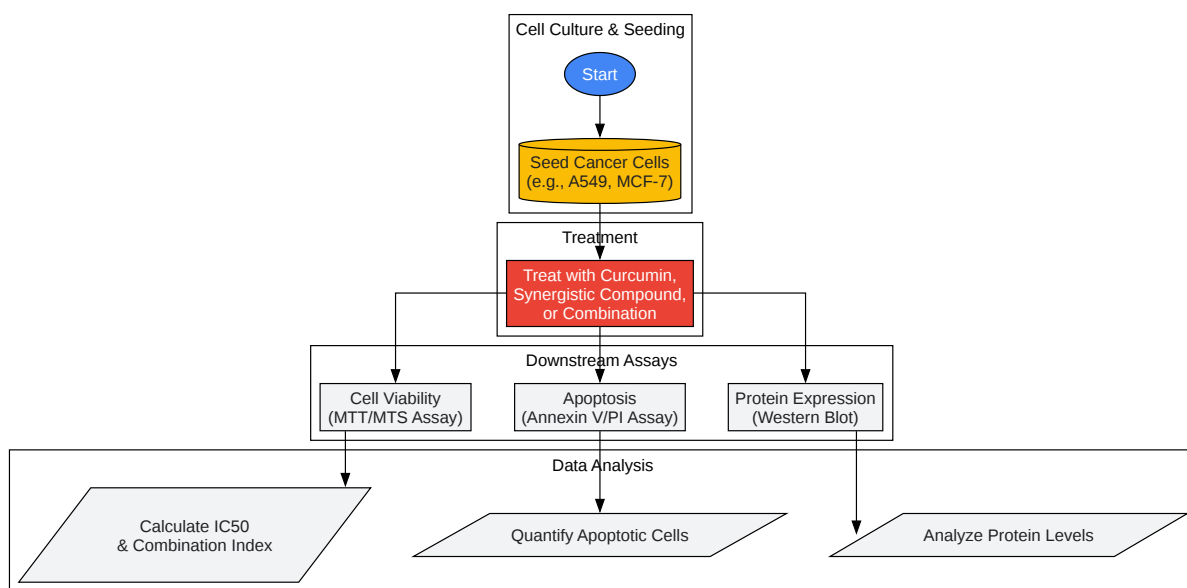 Cell Culture & Seeding
Start
Seed Cancer Cells
(e.g., A549, MCF-7)
Treatment
Treat with Curcumin,
Synergistic Compound,
or Combination
Downstream Assays
Cell Viability
(MTT/MTS Assay)
Apoptosis
(Annexin V/PI Assay)
Protein Expression
(Western Blot)
Data Analysis
Calculate IC50
& Combination Index
Quantify Apoptotic Cells
Analyze Protein Levels